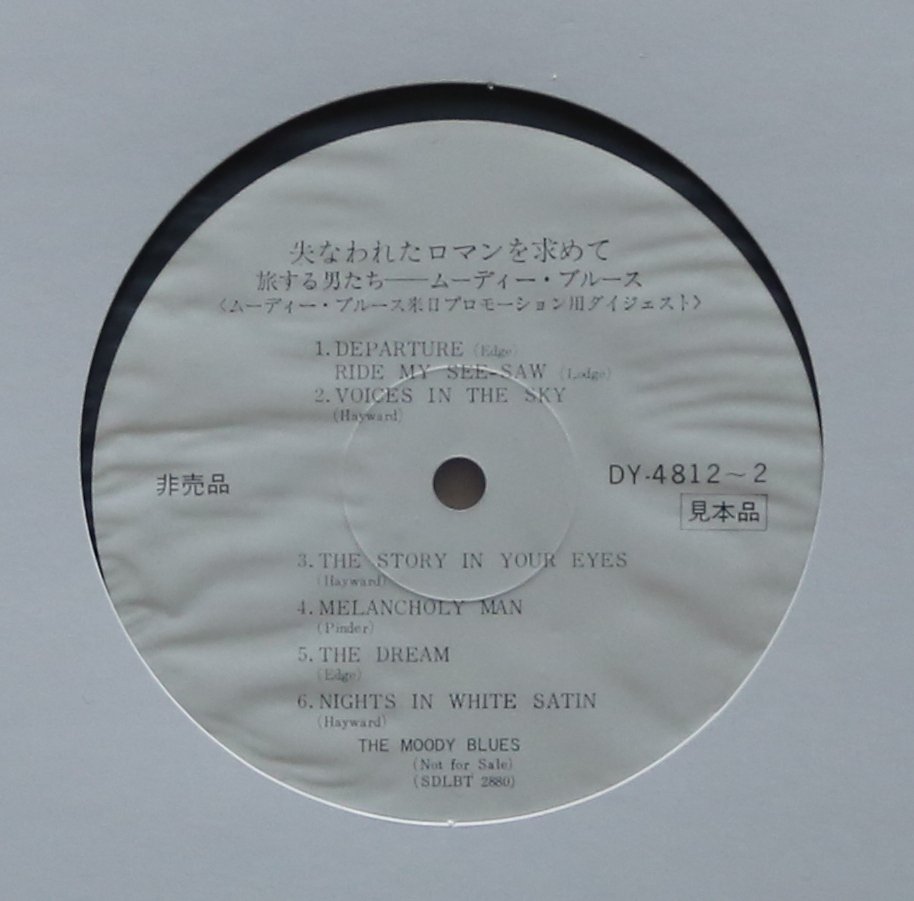 失なわれたロマンを求めて
旅する男たち――ムーディー・ブルース
〈ムーディー・ブルース来日プロモーション用ダイジェスト〉
1. DEPARTURE (Edge)
RIDE MY SEE-SAW (Lodge)
2. VOICES IN THE SKY
(Hayward)
非売品
DY-4812～2
見本品
3. THE STORY IN YOUR EYES
(Hayward)
4. MELANCHOLY MAN
(Pinder)
5. THE DREAM
(Edge)
6. NIGHTS IN WHITE SATIN
(Hayward)
THE MOODY BLUES
(Not for Sale)
(SDLBT 2880)